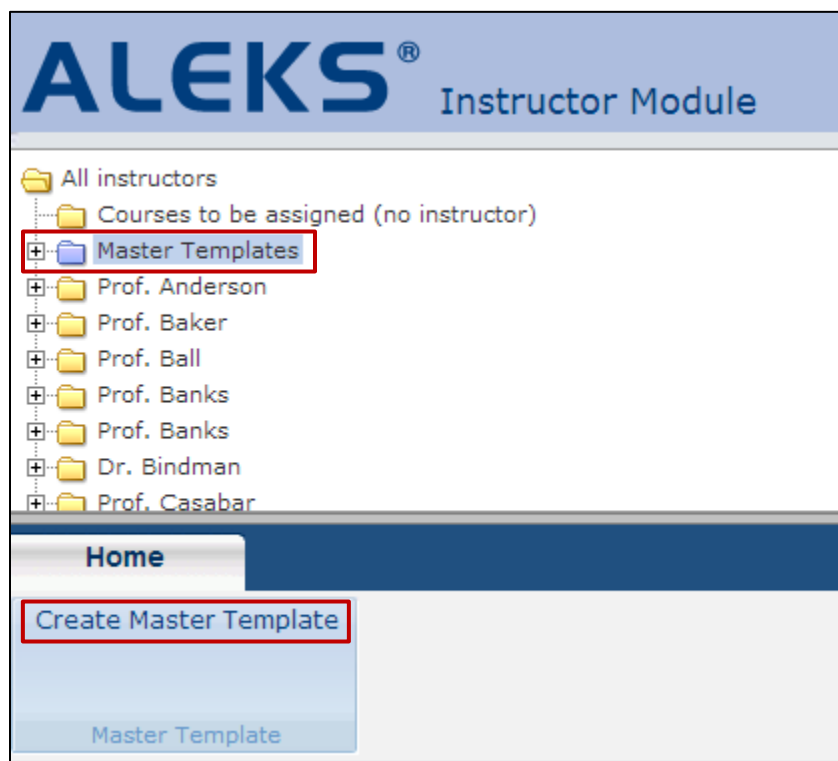 ALEKS® Instructor Module
All instructors
Courses to be assigned (no instructor)
Master Templates
Prof. Anderson
Prof. Baker
Prof. Ball
Prof. Banks
Prof. Banks
Dr. Bindman
Prof. Casabar
Home
Create Master Template
Master Template